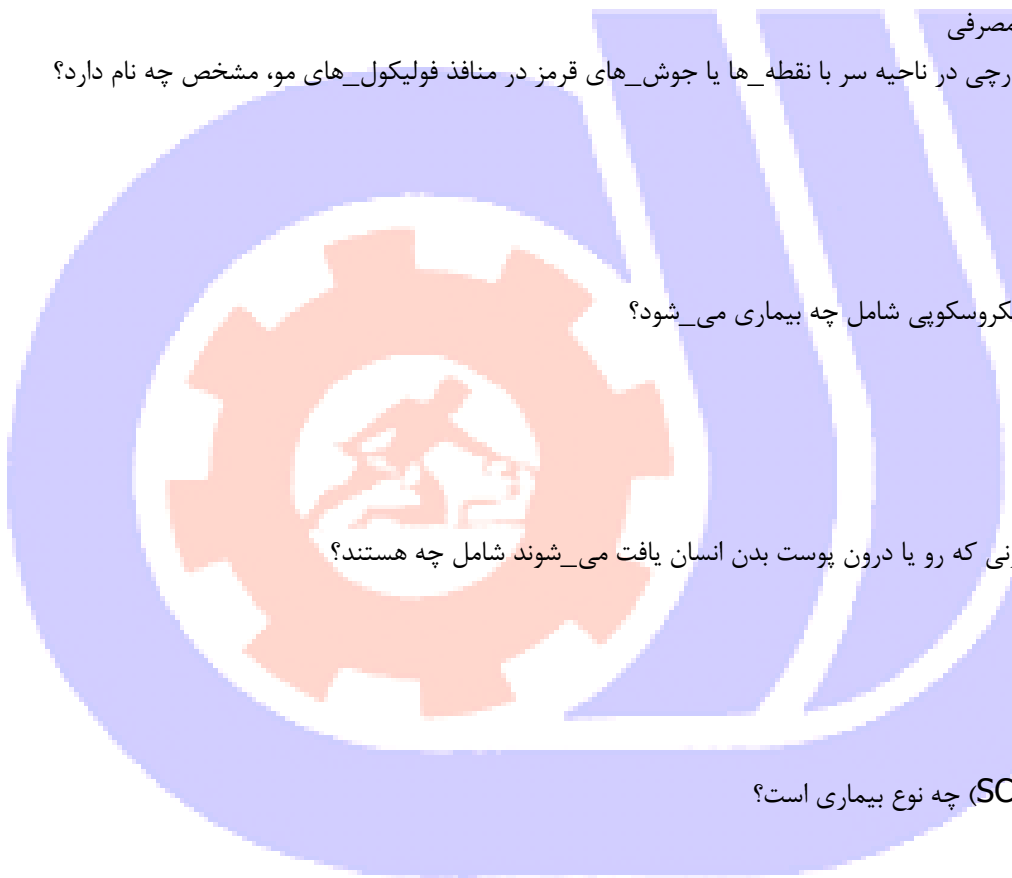 مصرفی
رچی در ناحیه سر با نقطه_ها یا جوش_های قرمز در منافذ فولیکول_های مو، مشخص چه نام دارد؟
کروسکوپی شامل چه بیماری می_شود؟
نی که رو یا درون پوست بدن انسان یافت می_شوند شامل چه هستند؟
SC) چه نوع بیماری است؟